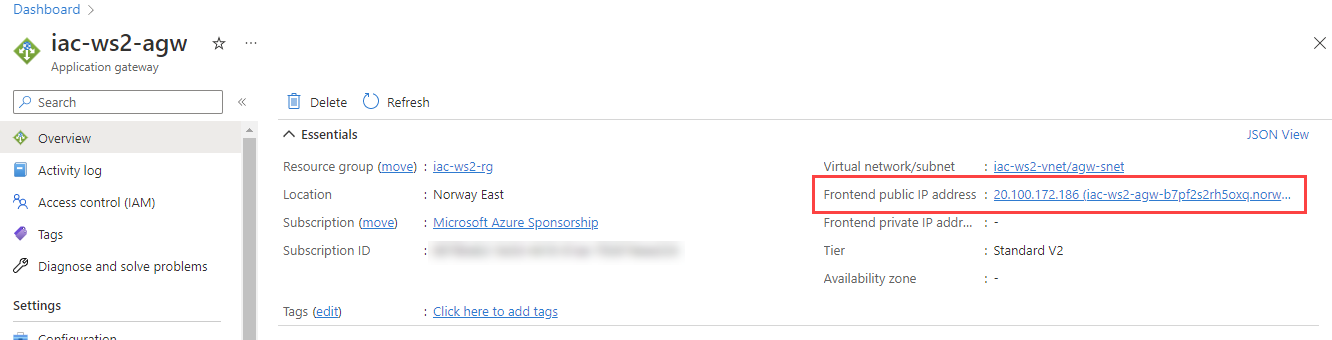 Dashboard >
iac-ws2-agw
Application gateway
Search
Overview
Activity log
Access control (IAM)
Tags
Diagnose and solve problems
Settings
Configuration
Delete Refresh
Essentials
JSON View
Resource group (move) : iac-ws2-rg
Location : Norway East
Subscription (move) : Microsoft Azure Sponsorship
Subscription ID :
Tags (edit) : Click here to add tags
Virtual network/subnet : iac-ws2-vnet/agw-snet
Frontend public IP address : 20.100.172.186 (iac-ws2-agw-b7pf2s2rh5oxq.norw...
Frontend private IP addr... : -
Tier : Standard V2
Availability zone : -